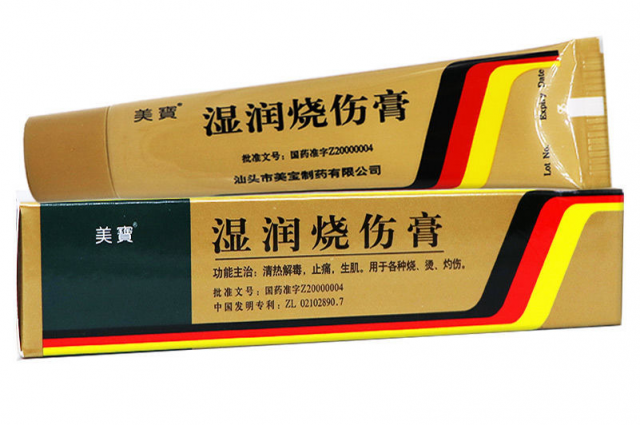 美寶®
湿润烧伤膏
批准文号：国药准字Z20000004
汕头市美宝制药有限公司
Lot No.
Expiry Date
美寶®
湿润烧伤膏
功能主治：清热解毒，止痛，生肌。用于各种烧、烫、灼伤。
批准文号：国药准字Z20000004
中国发明专利：ZL 02102890.7